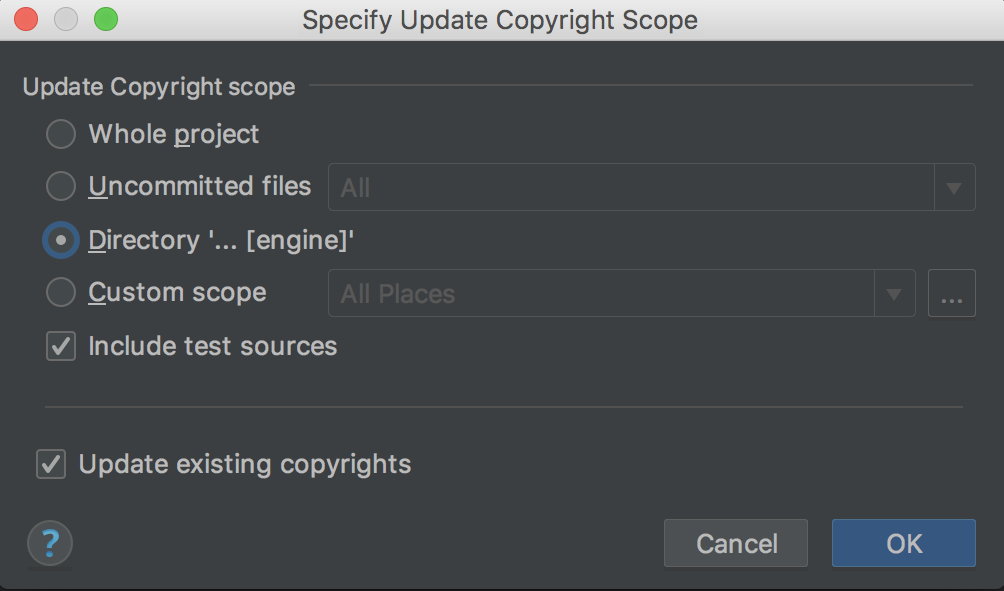 Specify Update Copyright Scope
Update Copyright scope
Whole project
Uncommitted files All
Directory '... [engine]'
Custom scope All Places ...
Include test sources
Update existing copyrights
? Cancel OK